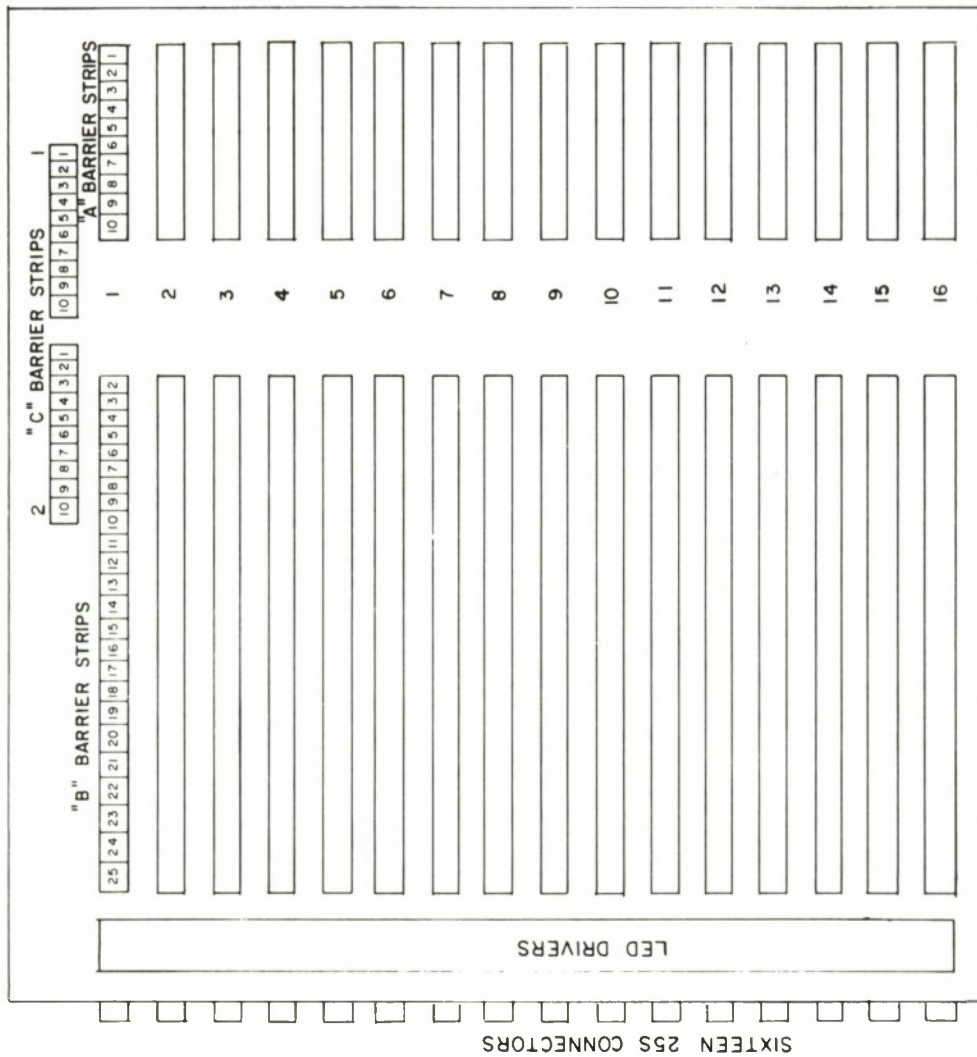 "C" BARRIER STRIPS
2 1
10 9 8 7 6 5 4 3 2 1
10 9 8 7 6 5 4 3 2 1
"B" BARRIER STRIPS
"A" BARRIER STRIPS
25 24 23 22 21 20 19 18 17 16 15 14 13 12 11 10 9 8 7 6 5 4 3 2
1
10 9 8 7 6 5 4 3 2 1
2
3
4
5
6
7
8
9
10
11
12
13
14
15
16
LED DRIVERS
SIXTEEN 25S CONNECTORS